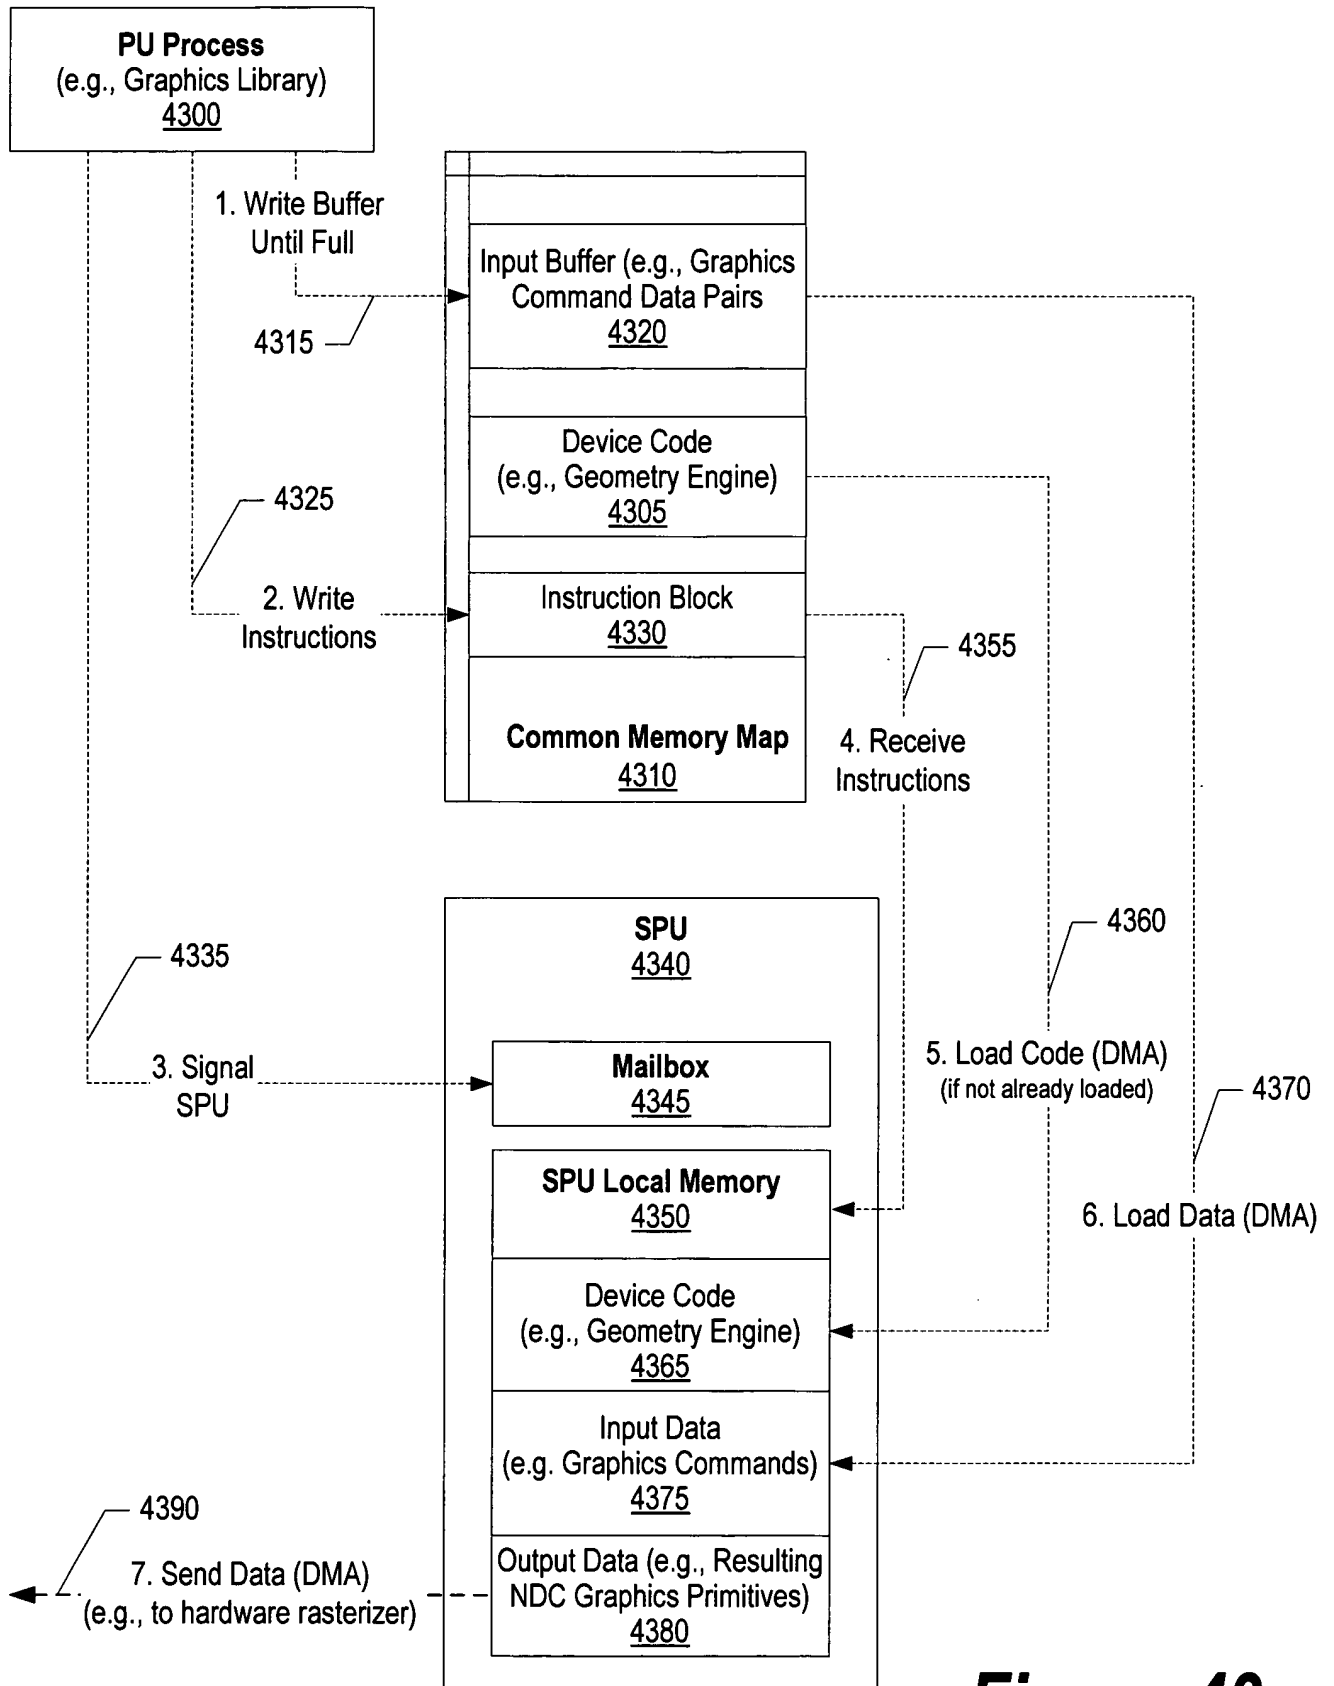 PU Process
(e.g., Graphics Library)
4300
1. Write Buffer
Until Full
4315
Input Buffer (e.g., Graphics
Command Data Pairs
4320
Device Code
(e.g., Geometry Engine)
4305
4325
2. Write
Instructions
Instruction Block
4330
4355
Common Memory Map
4310
4. Receive
Instructions
SPU
4340
4335
4360
3. Signal
SPU
Mailbox
4345
5. Load Code (DMA)
(if not already loaded)
4370
SPU Local Memory
4350
6. Load Data (DMA)
Device Code
(e.g., Geometry Engine)
4365
Input Data
(e.g. Graphics Commands)
4375
4390
7. Send Data (DMA)
(e.g., to hardware rasterizer)
Output Data (e.g., Resulting
NDC Graphics Primitives)
4380